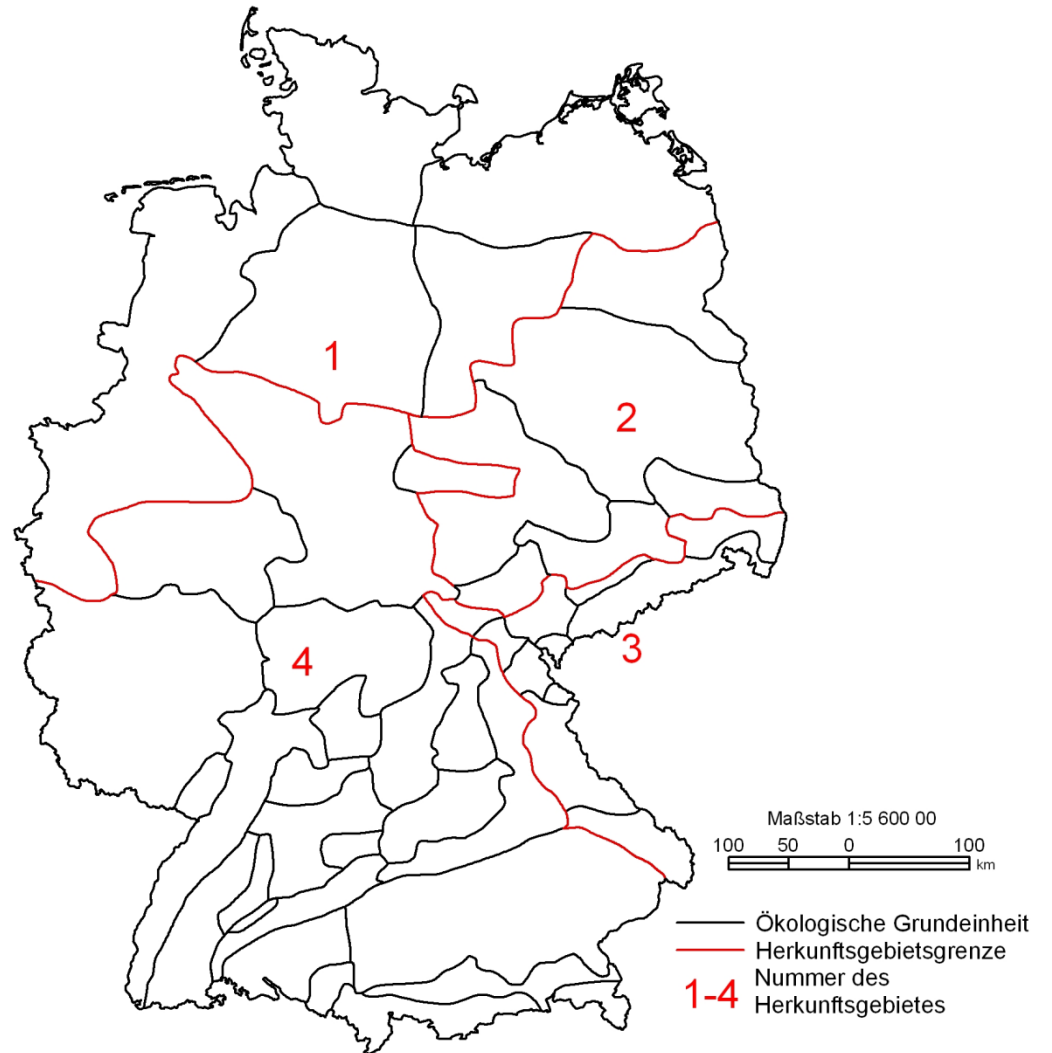 1
2
3
4
Maßstab 1:5 600 00
100 50 0 100
km
Ökologische Grundeinheit
Herkunftsgebietsgrenze
1-4 Nummer des
Herkunftsgebietes